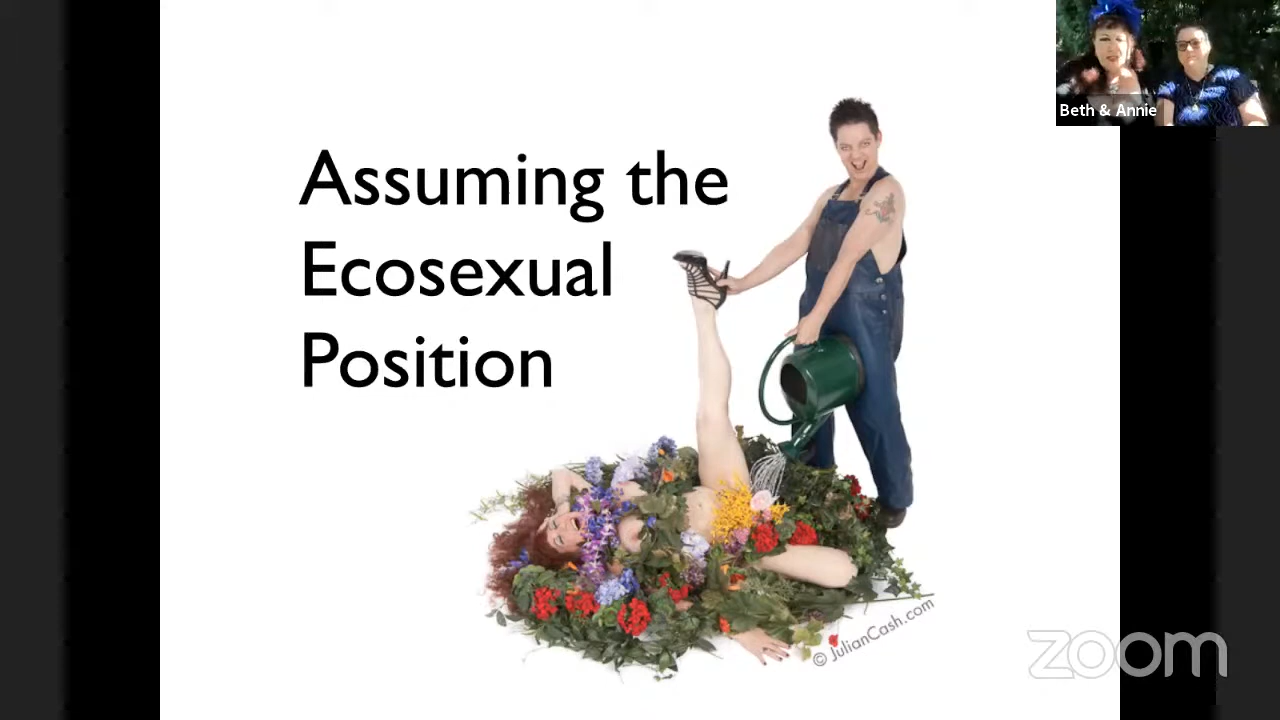 Assuming the
Ecosexual
Position
Beth & Annie
© JulianCash.com
zoom